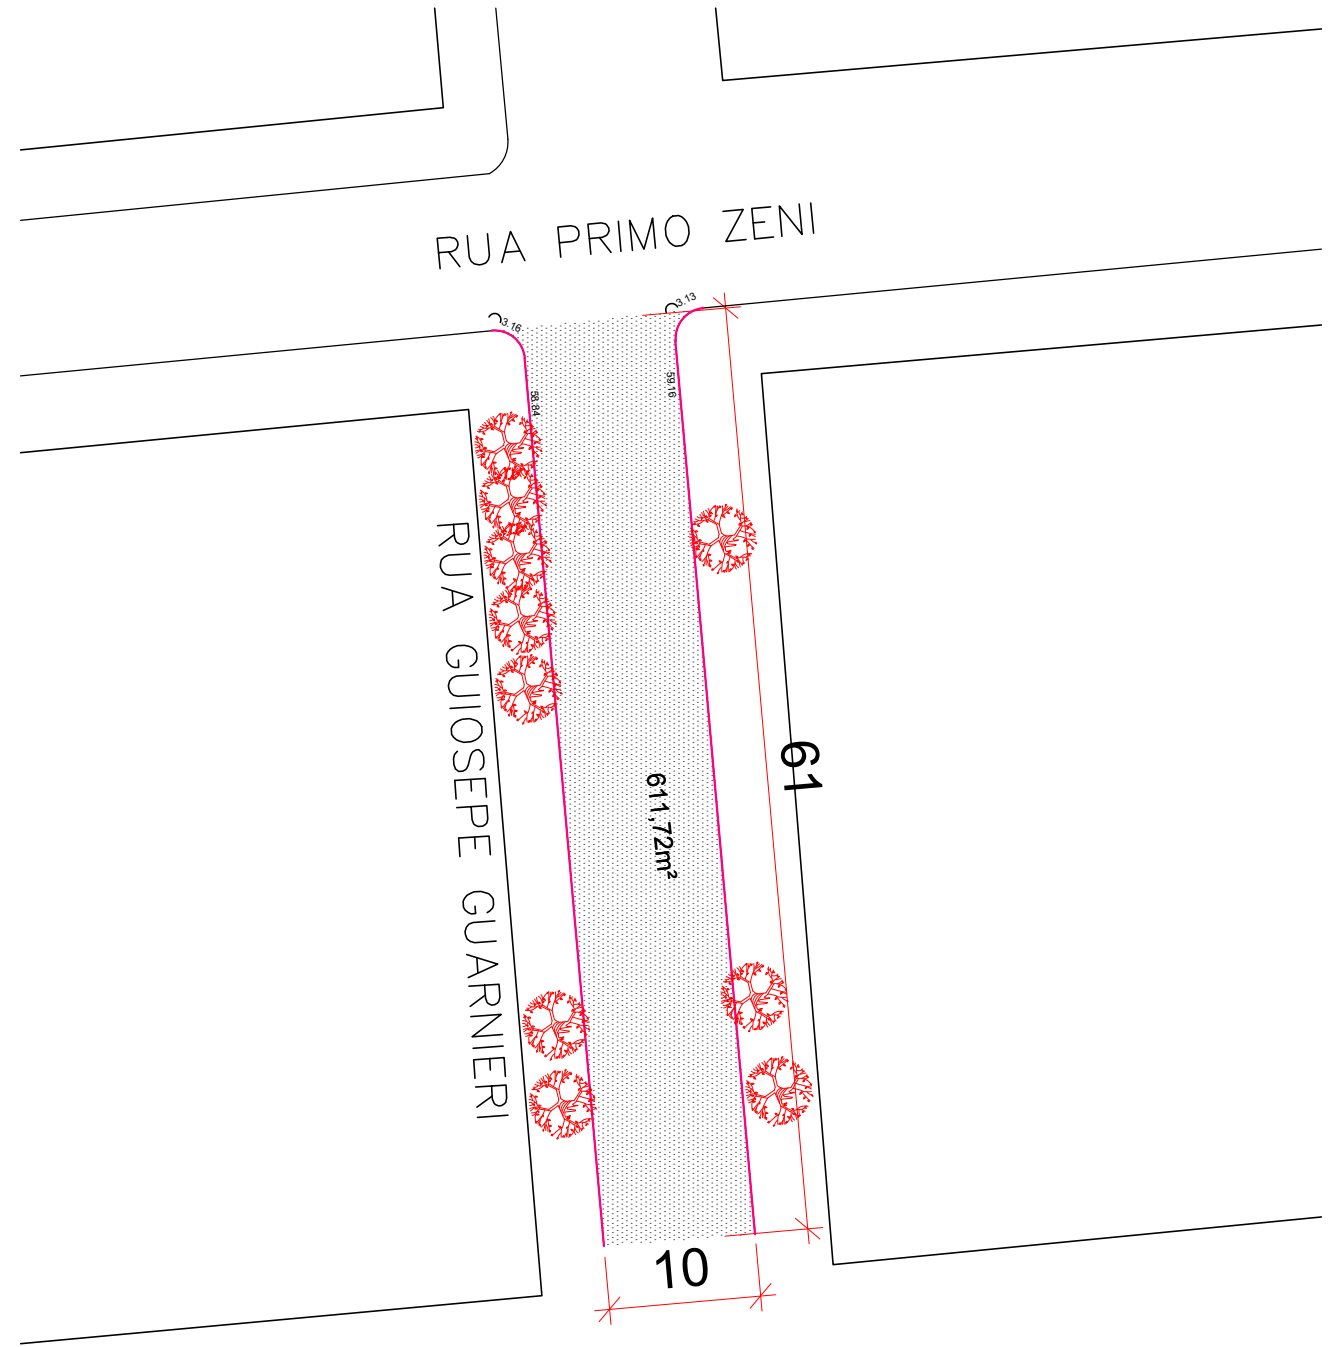 RUA PRIMO ZENI
3.16
3.13
58.84
59.16
RUA GUIOSEPE GUARNIERI
61
611,72m²
10